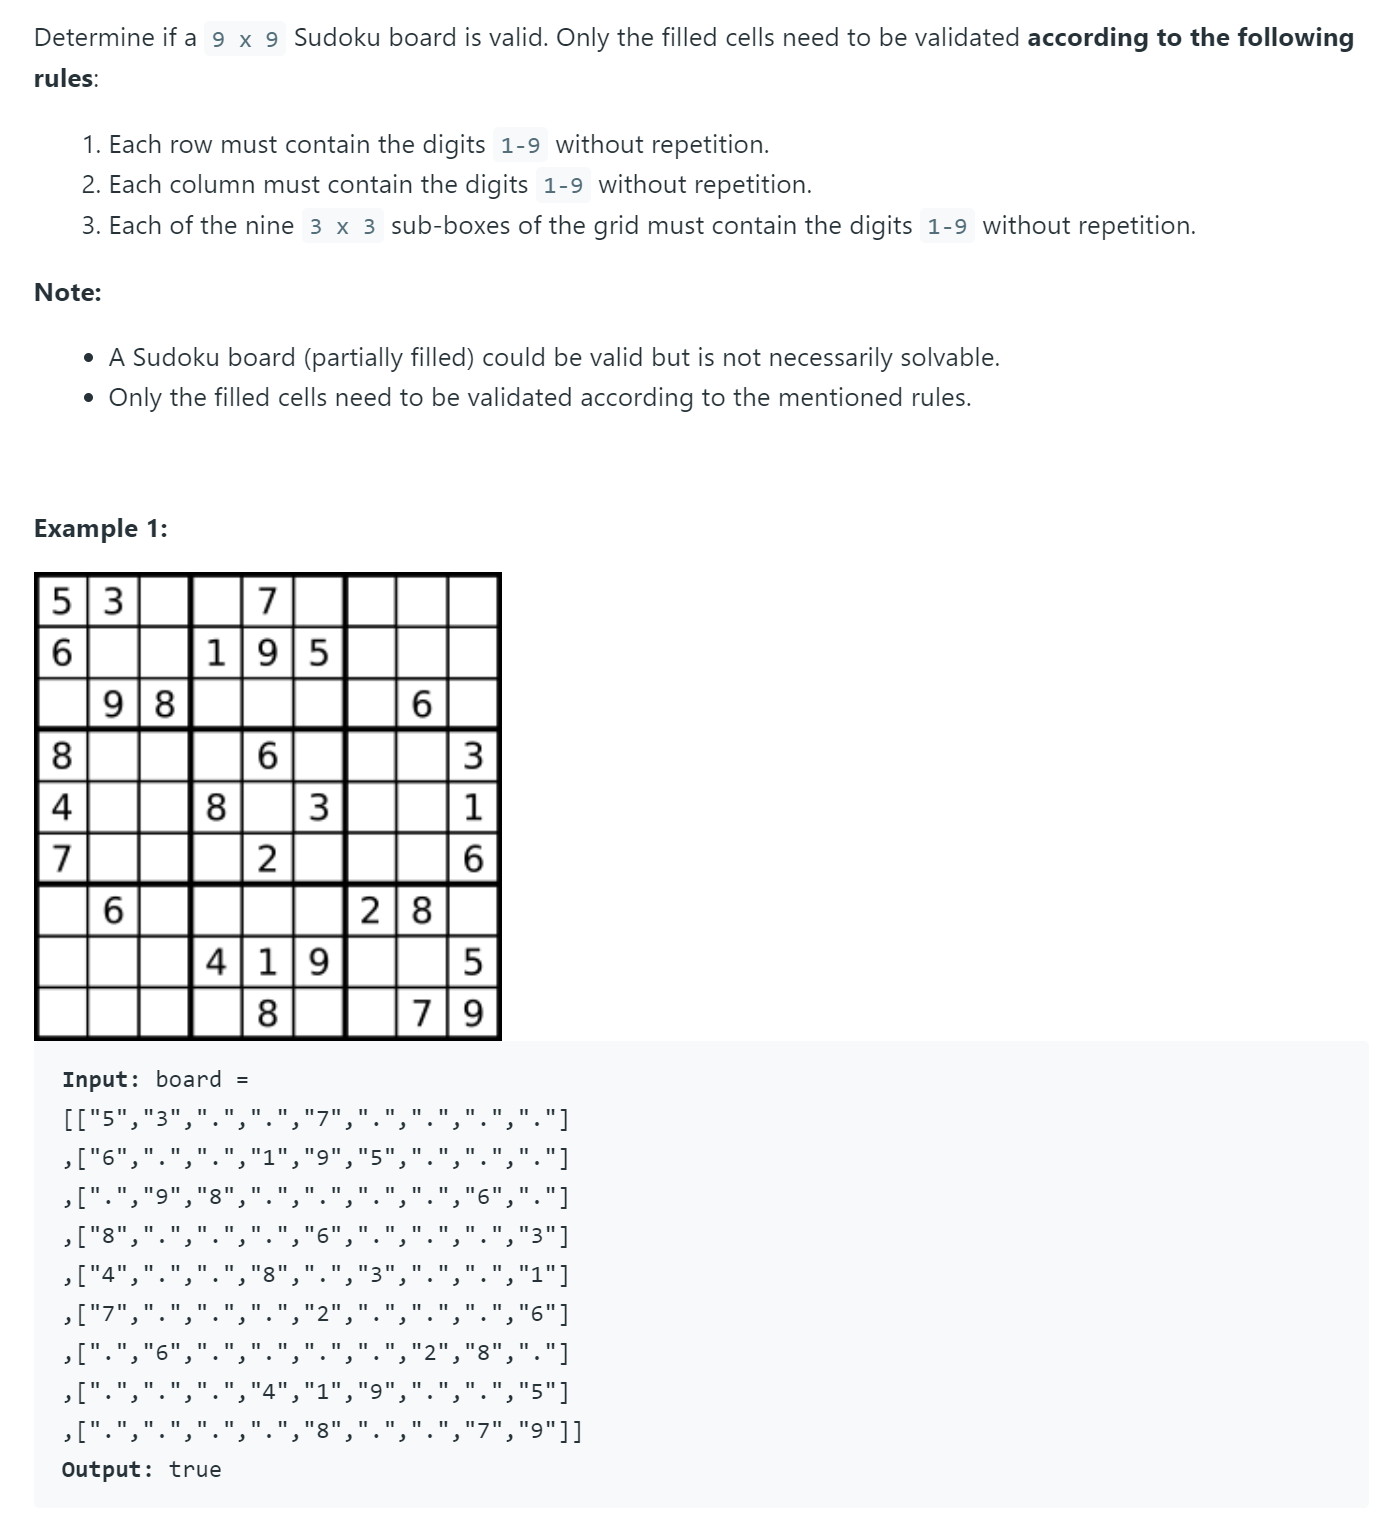 Determine if a 9 x 9 Sudoku board is valid. Only the filled cells need to be validated according to the following
rules:
1. Each row must contain the digits 1-9 without repetition.
2. Each column must contain the digits 1-9 without repetition.
3. Each of the nine 3 x 3 sub-boxes of the grid must contain the digits 1-9 without repetition.
Note:
• A Sudoku board (partially filled) could be valid but is not necessarily solvable.
• Only the filled cells need to be validated according to the mentioned rules.
Example 1:
5 3 7
6 1 9 5
9 8 6
8 6 3
4 8 3 1
7 2 6
6 2 8
4 1 9 5
8 7 9
Input: board =
[["5","3",".",".","7",".",".",".","."]
,["6",".",".","1","9","5",".",".","."]
,[".","9","8",".",".",".",".","6","."]
,["8",".",".",".","6",".",".",".","3"]
,["4",".",".","8",".","3",".",".","1"]
,["7",".",".",".","2",".",".",".","6"]
,[".","6",".",".",".",".","2","8","."]
,[".",".",".","4","1","9",".",".","5"]
,[".",".",".",".","8",".",".","7","9"]]
Output: true